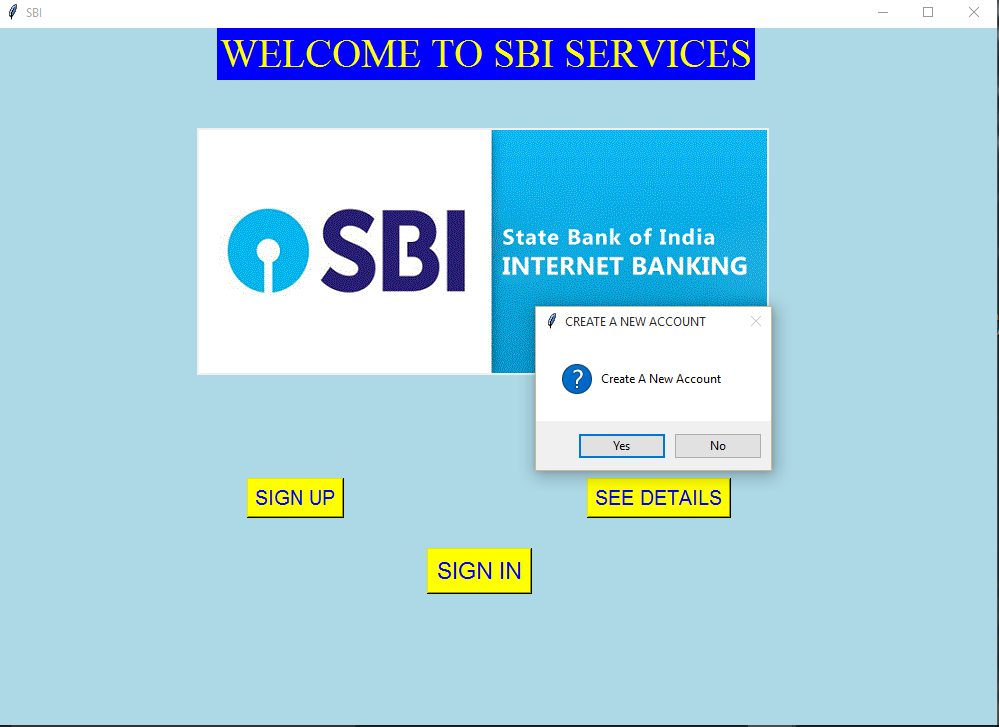 SBI
WELCOME TO SBI SERVICES
SBI
State Bank of India
INTERNET BANKING
CREATE A NEW ACCOUNT
?
Create A New Account
Yes
No
SIGN UP
SEE DETAILS
SIGN IN